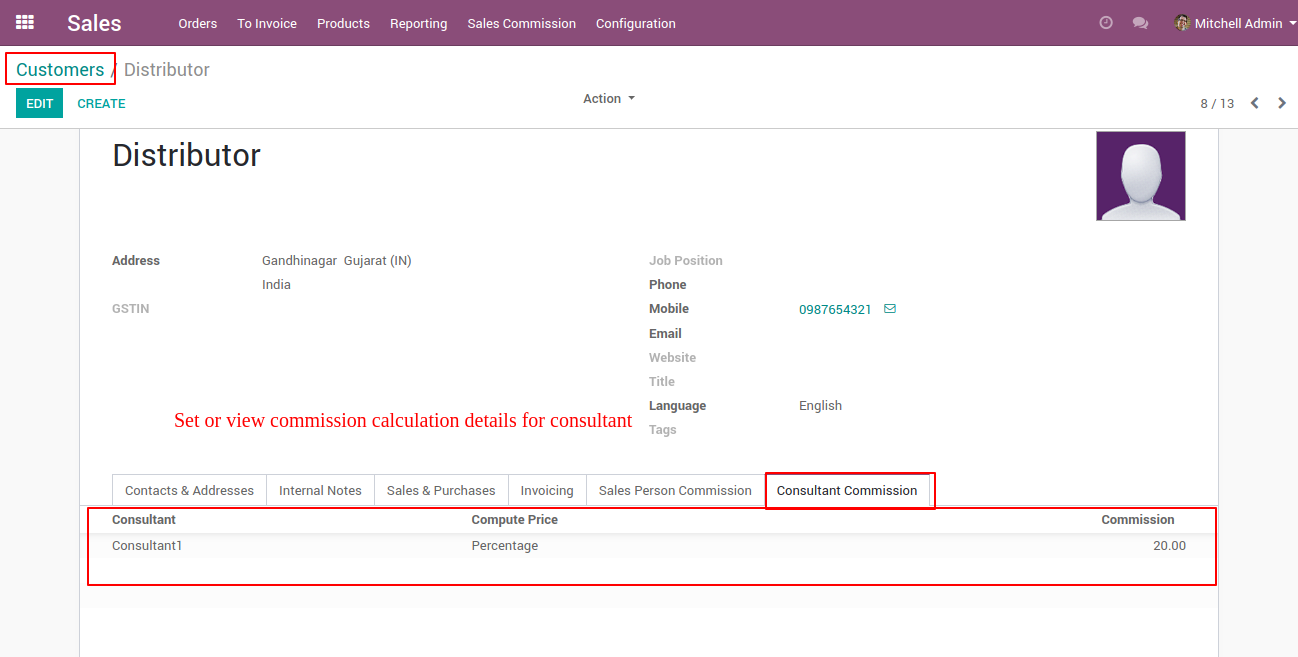 Sales Orders To Invoice Products Reporting Sales Commission Configuration Mitchell Admin
Customers / Distributor
EDIT CREATE Action 8 / 13
Distributor
Address Gandhinagar Gujarat (IN)
India
GSTIN
Job Position
Phone
Mobile 0987654321
Email
Website
Title
Language English
Tags
Set or view commission calculation details for consultant
Contacts & Addresses Internal Notes Sales & Purchases Invoicing Sales Person Commission Consultant Commission
Consultant Compute Price Commission
Consultant1 Percentage 20.00